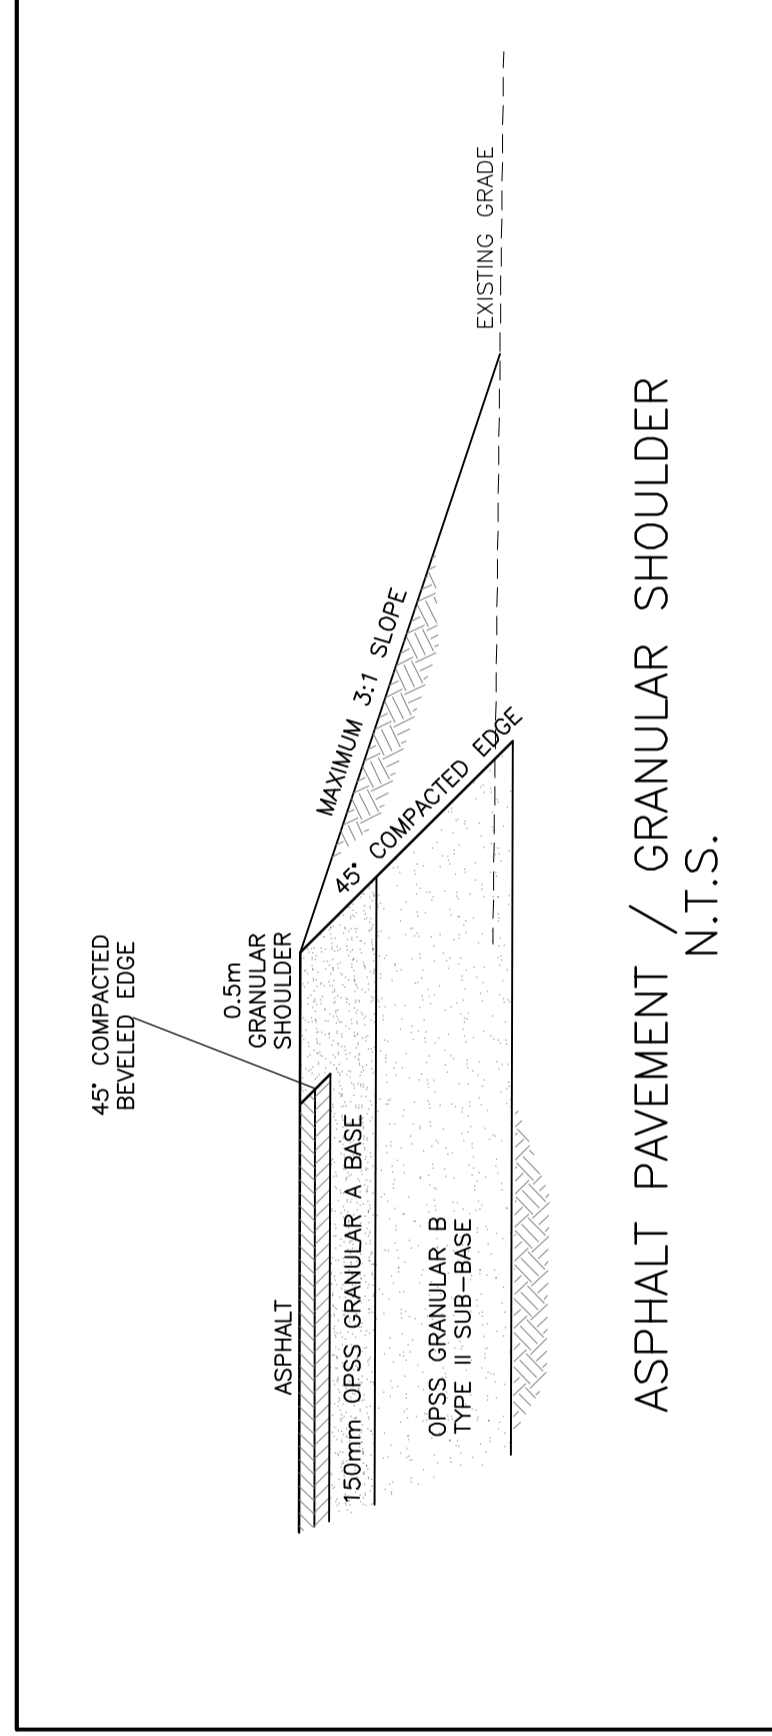 45° COMPACTED
BEVELED EDGE
0.5m
GRANULAR
SHOULDER
ASPHALT
MAXIMUM 3:1 SLOPE
45° COMPACTED EDGE
EXISTING GRADE
150mm OPSS GRANULAR A BASE
OPSS GRANULAR B
TYPE II SUB-BASE
ASPHALT PAVEMENT / GRANULAR SHOULDER
N.T.S.